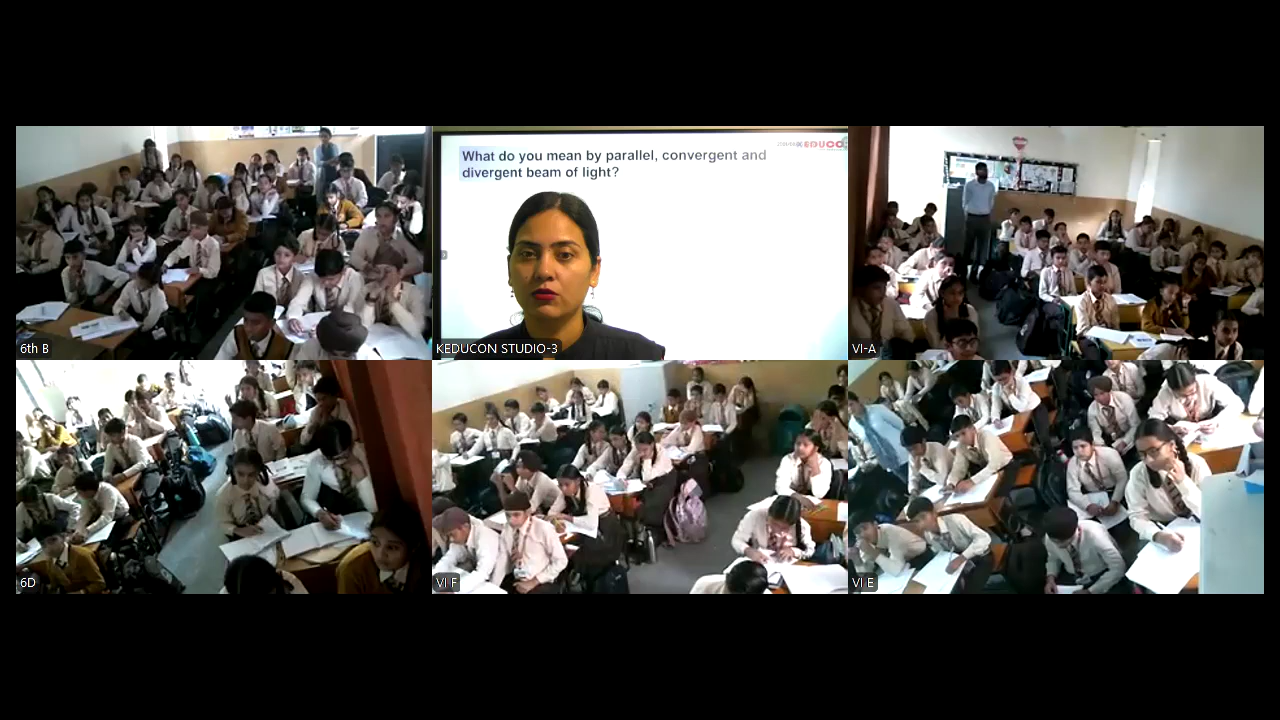 What do you mean by parallel, convergent and
divergent beam of light?
6th B
KEDUCON STUDIO-3
VI-A
6D
VI F
VI E